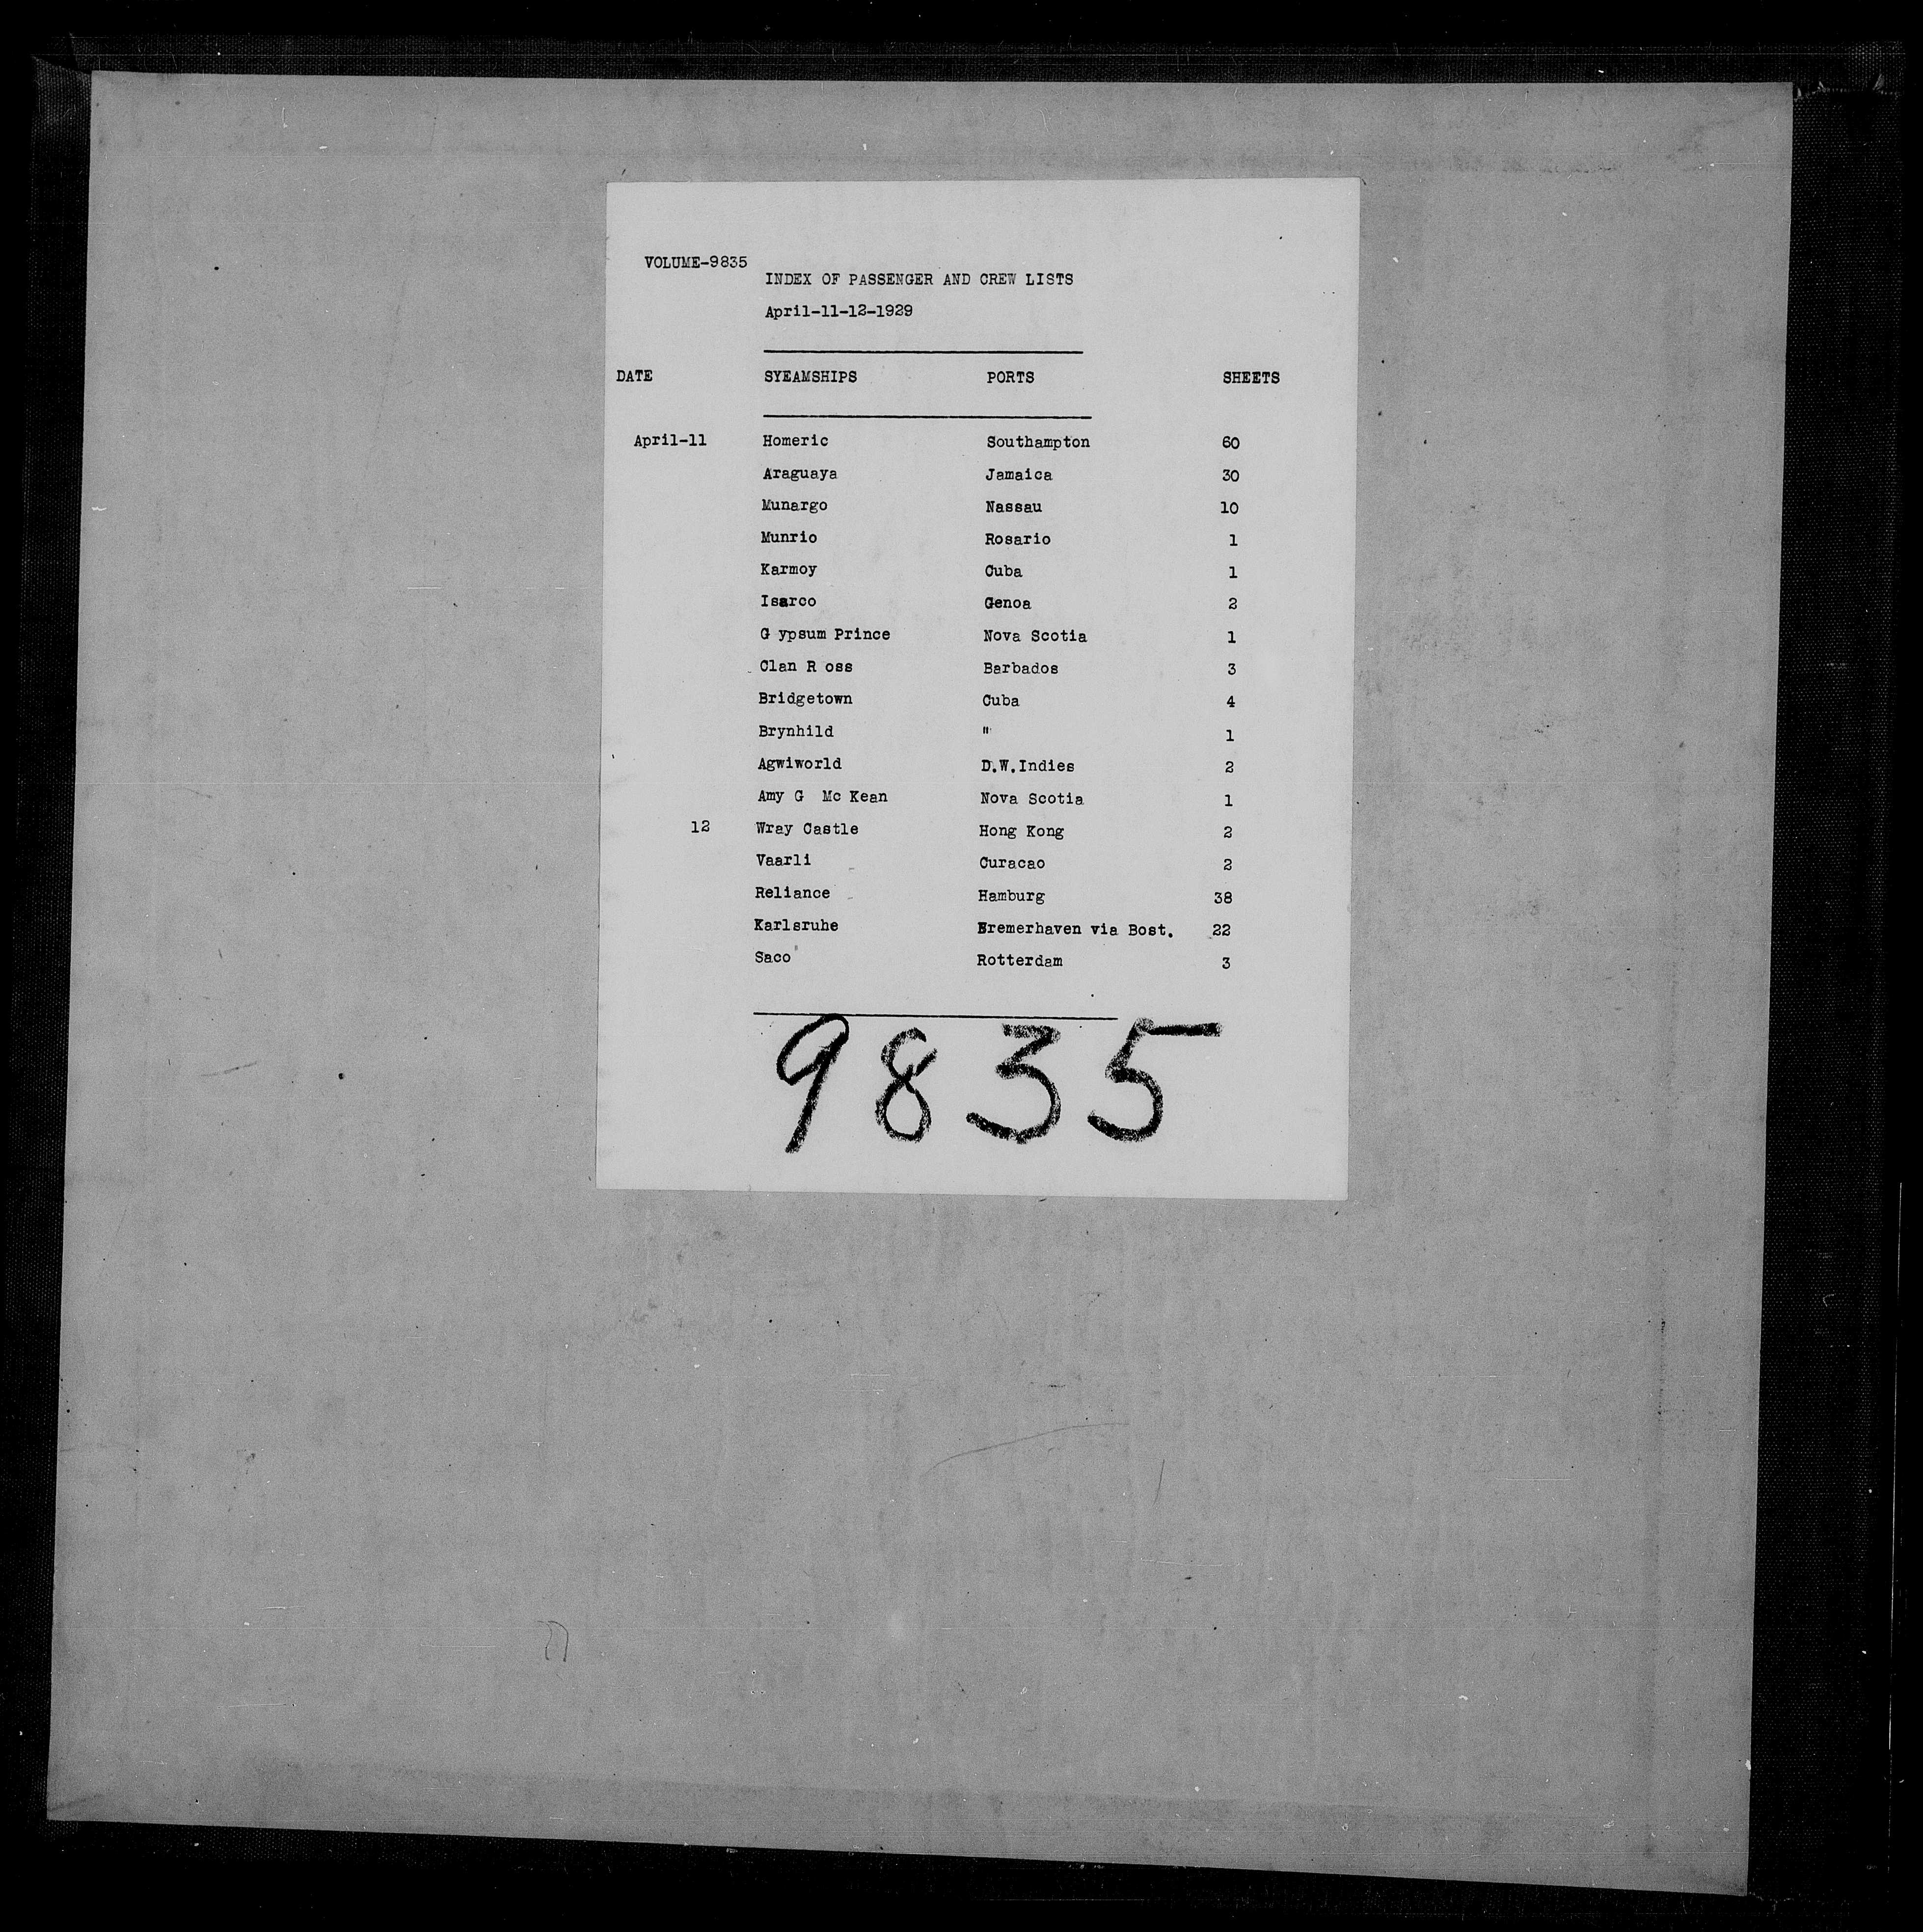 VOLUME-9835
INDEX OF PASSENGER AND CREW LISTS
April-11-12-1929
DATE SYEAMSHIPS PORTS SHEETS
April-11 Homeric Southampton 60
Araguaya Jamaica 30
Munargo Nassau 10
Munrio Rosario 1
Karmoy Cuba 1
Isarco Genoa 2
G ypsum Prince Nova Scotia 1
Clan R oss Barbados 3
Bridgetown Cuba 4
Brynhild " 1
Agwiworld D.W.Indies 2
Amy G Mc Kean Nova Scotia 1
12 Wray Castle Hong Kong 2
Vaarli Curacao 2
Reliance Hamburg 38
Karlsruhe Bremerhaven via Bost. 22
Saco Rotterdam 3
9835